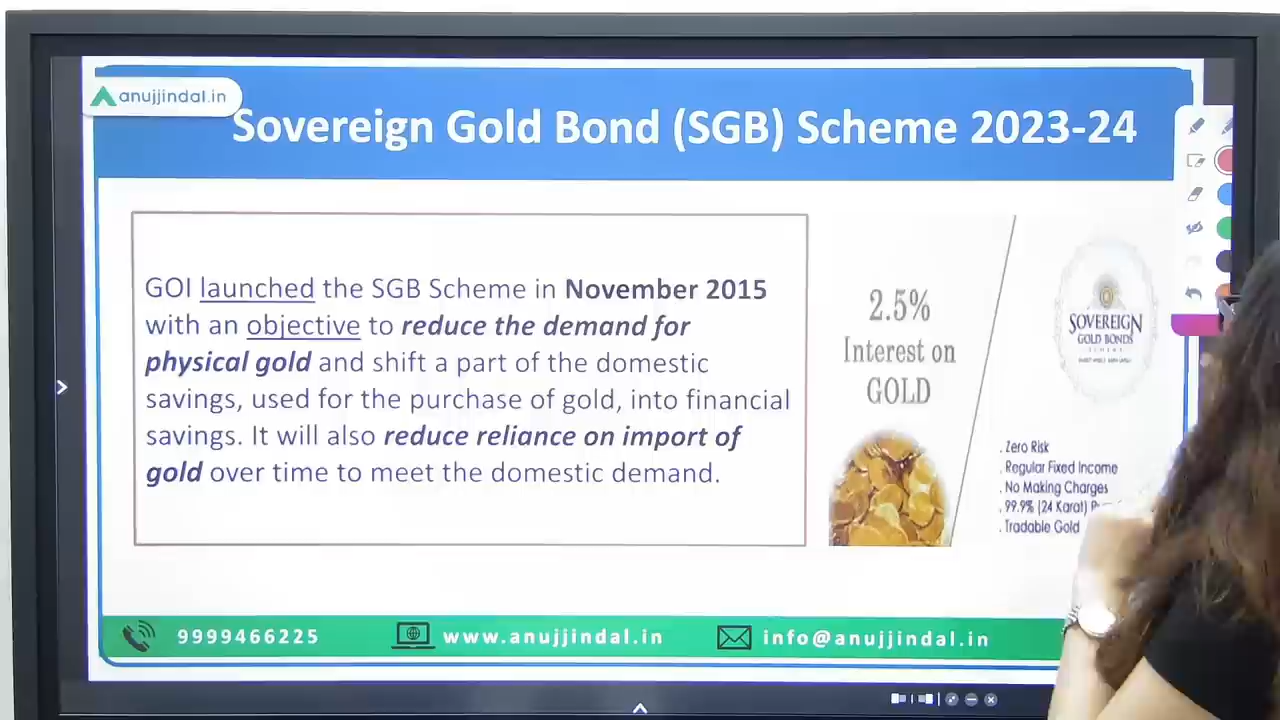 anujjindal.in
Sovereign Gold Bond (SGB) Scheme 2023-24
GOI launched the SGB Scheme in November 2015
with an objective to reduce the demand for
physical gold and shift a part of the domestic
savings, used for the purchase of gold, into financial
savings. It will also reduce reliance on import of
gold over time to meet the domestic demand.
2.5%
Interest on
GOLD
SOVEREIGN
GOLD BONDS
. Zero Risk
. Regular Fixed Income
. No Making Charges
. 99.9% (24 Karat)
. Tradable Gold
9999466225
www.anujjindal.in
info@anujjindal.in